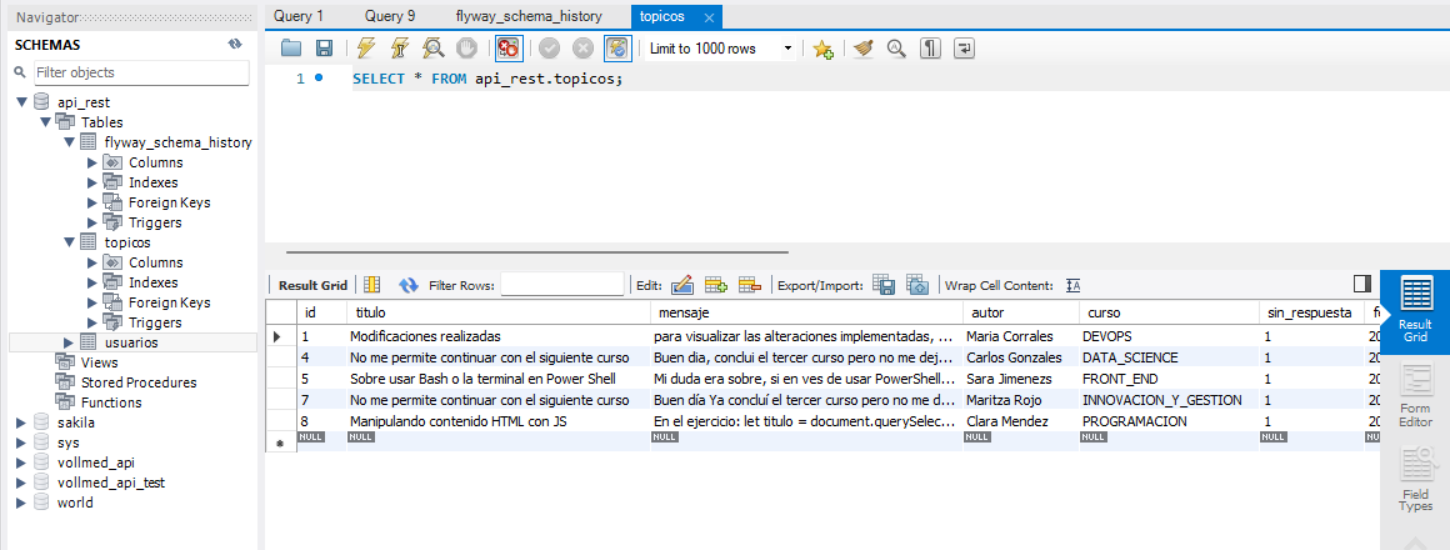 Navigator
SCHEMAS
Filter objects
api_rest
Tables
flyway_schema_history
Columns
Indexes
Foreign Keys
Triggers
topicos
Columns
Indexes
Foreign Keys
Triggers
usuarios
Views
Stored Procedures
Functions
sakila
sys
vollmed_api
vollmed_api_test
world
Query 1 Query 9 flyway_schema_history topicos
Limit to 1000 rows
1 SELECT * FROM api_rest.topicos;
Result Grid Filter Rows: Edit: Export/Import: Wrap Cell Content:
id titulo mensaje autor curso sin_respuesta
1 Modificaciones realizadas para visualizar las alteraciones implementadas, ... Maria Corrales DEVOPS 1 20
4 No me permite continuar con el siguiente curso Buen dia, conclui el tercer curso pero no me dej... Carlos Gonzales DATA_SCIENCE 1 20
5 Sobre usar Bash o la terminal en Power Shell Mi duda era sobre, si en ves de usar PowerShell... Sara Jimenezs FRONT_END 1 20
7 No me permite continuar con el siguiente curso Buen día Ya concluí el tercer curso pero no me d... Maritza Rojo INNOVACION_Y_GESTION 1 20
8 Manipulando contenido HTML con JS En el ejercicio: let titulo = document.querySelec... Clara Mendez PROGRAMACION 1 20
NULL NULL NULL NULL NULL NULL
Result
Grid
Form
Editor
Field
Types